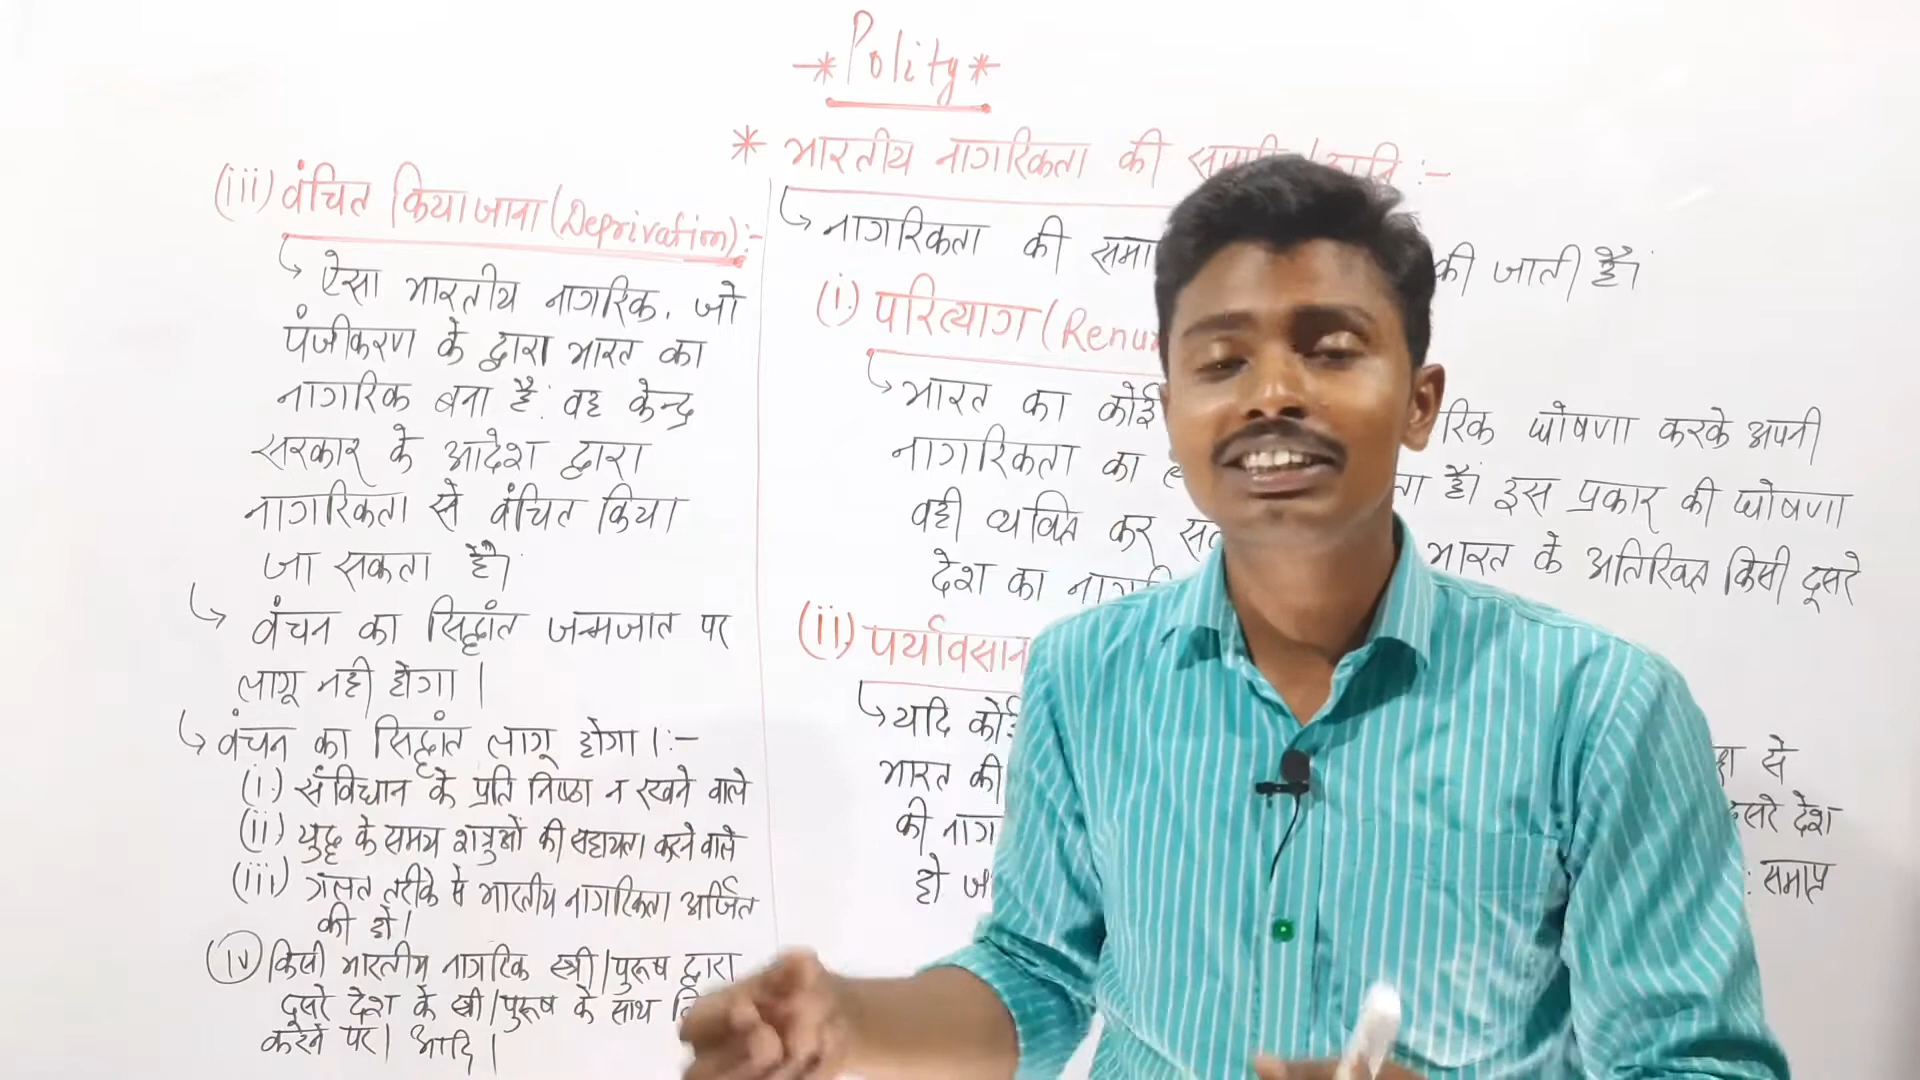 * Polity *
* भारतीय नागरिकता की :-
↳ नागरिकता की की जाती है।
(i) परित्याग (
↳ भारत का घोषणा करके अपनी
नागरिकता का है। इस प्रकार की घोषणा
वही व्यक्ति कर भारत के अतिरिक्त किसी दूसरे
देश का
(ii) पर्यावसान
↳ यदि
भारत की से
की देश
हो समाप्त
(iii) वंचित किया जाना (Deprivation) :-
↳ ऐसा भारतीय नागरिक, जो
पंजीकरण के द्वारा भारत का
नागरिक बना है: वह केन्द्र
सरकार के आदेश द्वारा
नागरिकता से वंचित किया
जा सकता है।
↳ वंचन का सिद्धांत जन्मजात पर
लागू नही होगा।
↳ वंचन का सिद्धांत लागू होगा।:-
(i) संविधान के प्रति निष्ठा न रखने वाले
(ii) युद्ध के समय शत्रुओं की सहायता करने वाले
(iii) गलत तरीके से भारतीय नागरिकता अर्जित
की हो।
(iv) किसी भारतीय नागरिक स्त्री/पुरूष द्वारा
दूसरे देश के स्त्री/पुरूष के साथ
करने पर। आदि।